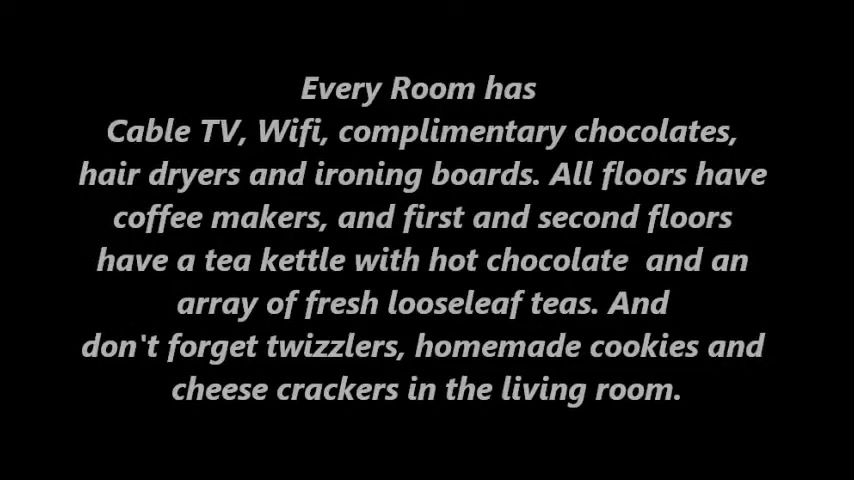 Every Room has
Cable TV, Wifi, complimentary chocolates,
hair dryers and ironing boards. All floors have
coffee makers, and first and second floors
have a tea kettle with hot chocolate  and an
array of fresh looseleaf teas. And
don't forget twizzlers, homemade cookies and
cheese crackers in the living room.